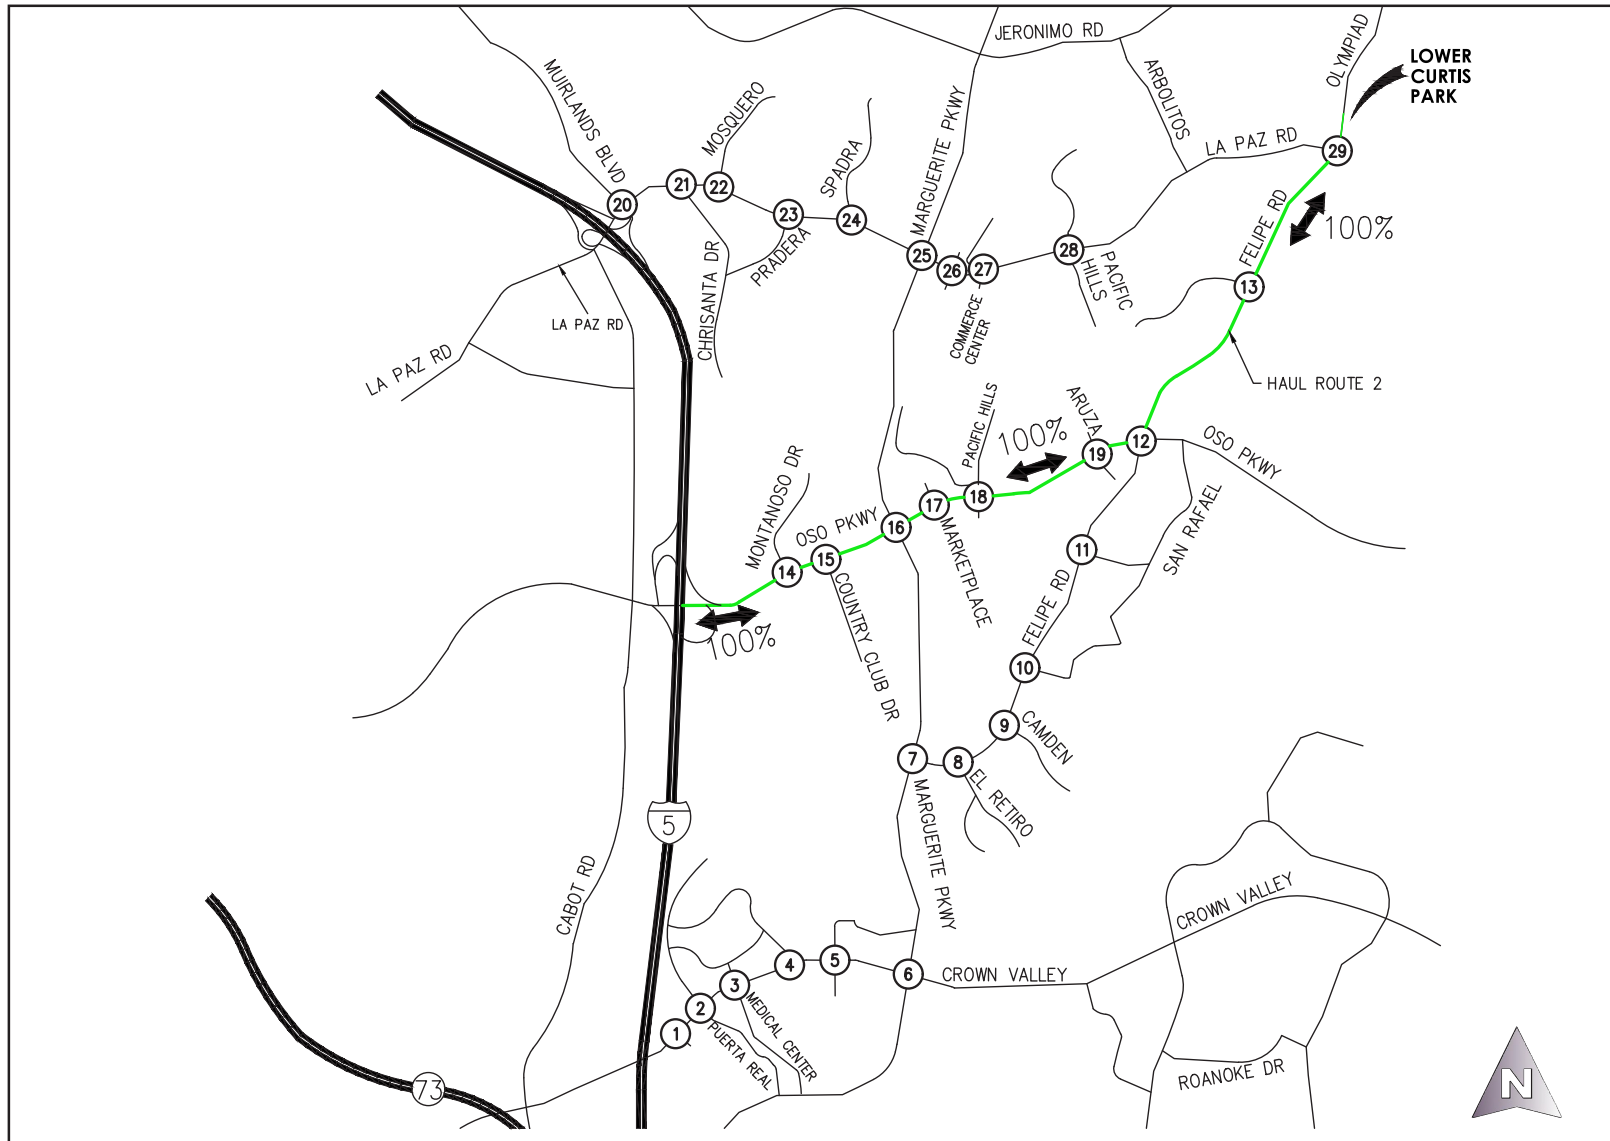 JERONIMO RD
OLYMPIAD
LOWER
CURTIS
PARK
MUIRLANDS BLVD
MOSQUERO
MARGUERITE PKWY
ARBOLITOS
SPADRA
LA PAZ RD
29
20
21
22
23
24
25
26
27
28
FELIPE RD
100%
13
PACIFIC
HILLS
PRADERA
CHRISANTA DR
COMMERCE
CENTER
LA PAZ RD
LA PAZ RD
HAUL ROUTE 2
ARUZA
PACIFIC HILLS
100%
19
12
OSO PKWY
MONTANOSO DR
OSO PKWY
18
17
16
15
14
MARKETPLACE
SAN RAFAEL
11
COUNTRY CLUB DR
FELIPE RD
100%
10
9
CAMDEN
7
8
EL RETIRO
MARGUERITE PKWY
5
CABOT RD
CROWN VALLEY
CROWN VALLEY
6
5
4
3
2
1
MEDICAL CENTER
PUERTA REAL
ROANOKE DR
73
N